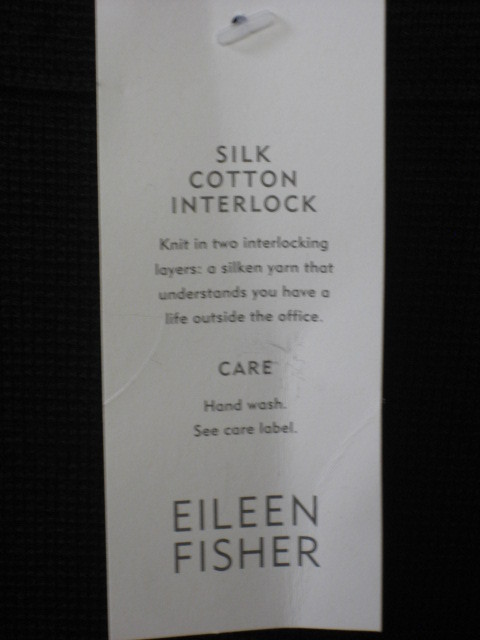 SILK
COTTON
INTERLOCK
Knit in two interlocking
layers: a silken yarn that
understands you have a
life outside the office.
CARE
Hand wash.
See care label.
EILEEN
FISHER